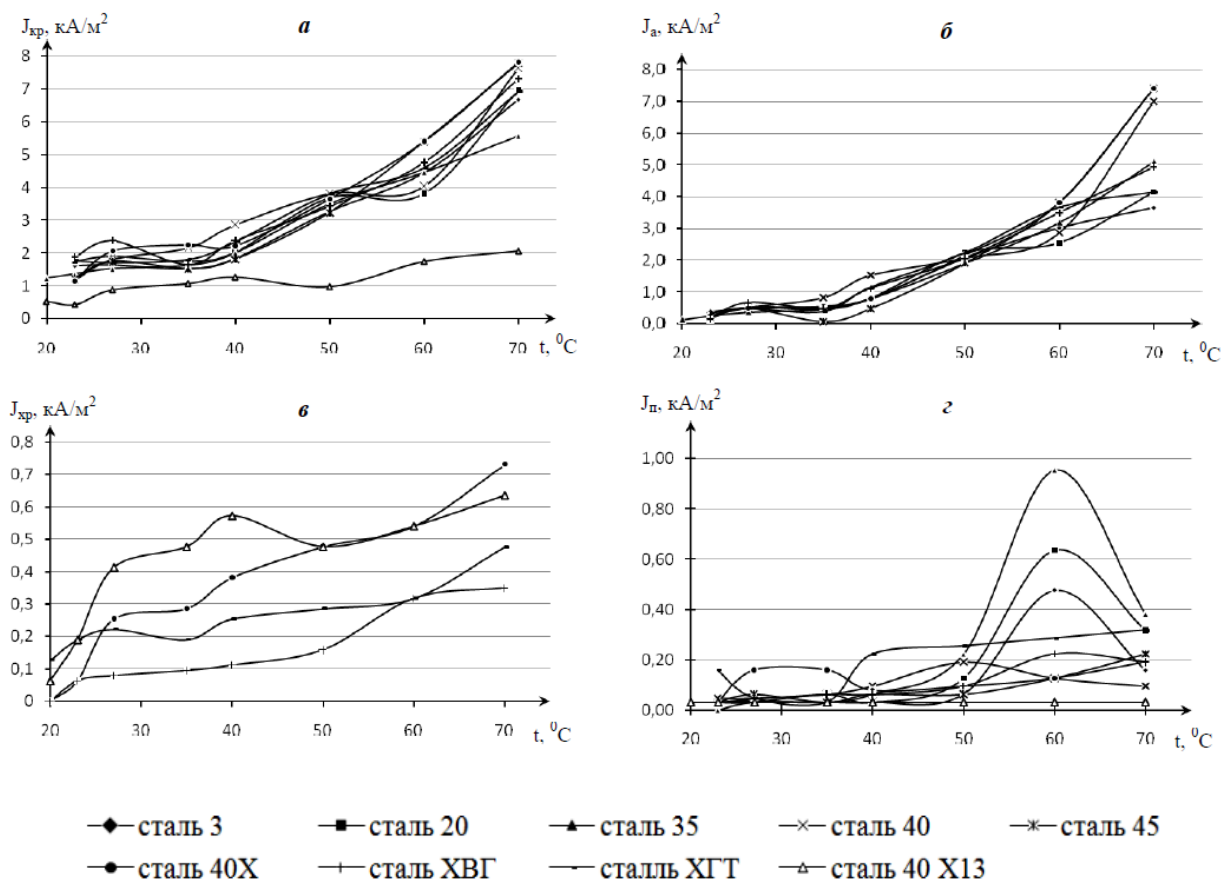 Jкр, кА/м²
а
8
7
6
5
4
3
2
1
0
20 30 40 50 60 70
t, ⁰С
Jа, кА/м²
б
8,0
7,0
6,0
5,0
4,0
3,0
2,0
1,0
0,0
20 30 40 50 60 70
t, ⁰С
Jхр, кА/м²
в
0,8
0,7
0,6
0,5
0,4
0,3
0,2
0,1
0
20 30 40 50 60 70
t, ⁰С
Jп, кА/м²
г
1,00
0,80
0,60
0,40
0,20
0,00
20 30 40 50 60 70
t, ⁰С
сталь 3 сталь 20 сталь 35 сталь 40 сталь 45
сталь 40Х сталь ХВГ сталль ХГТ сталь 40 Х13